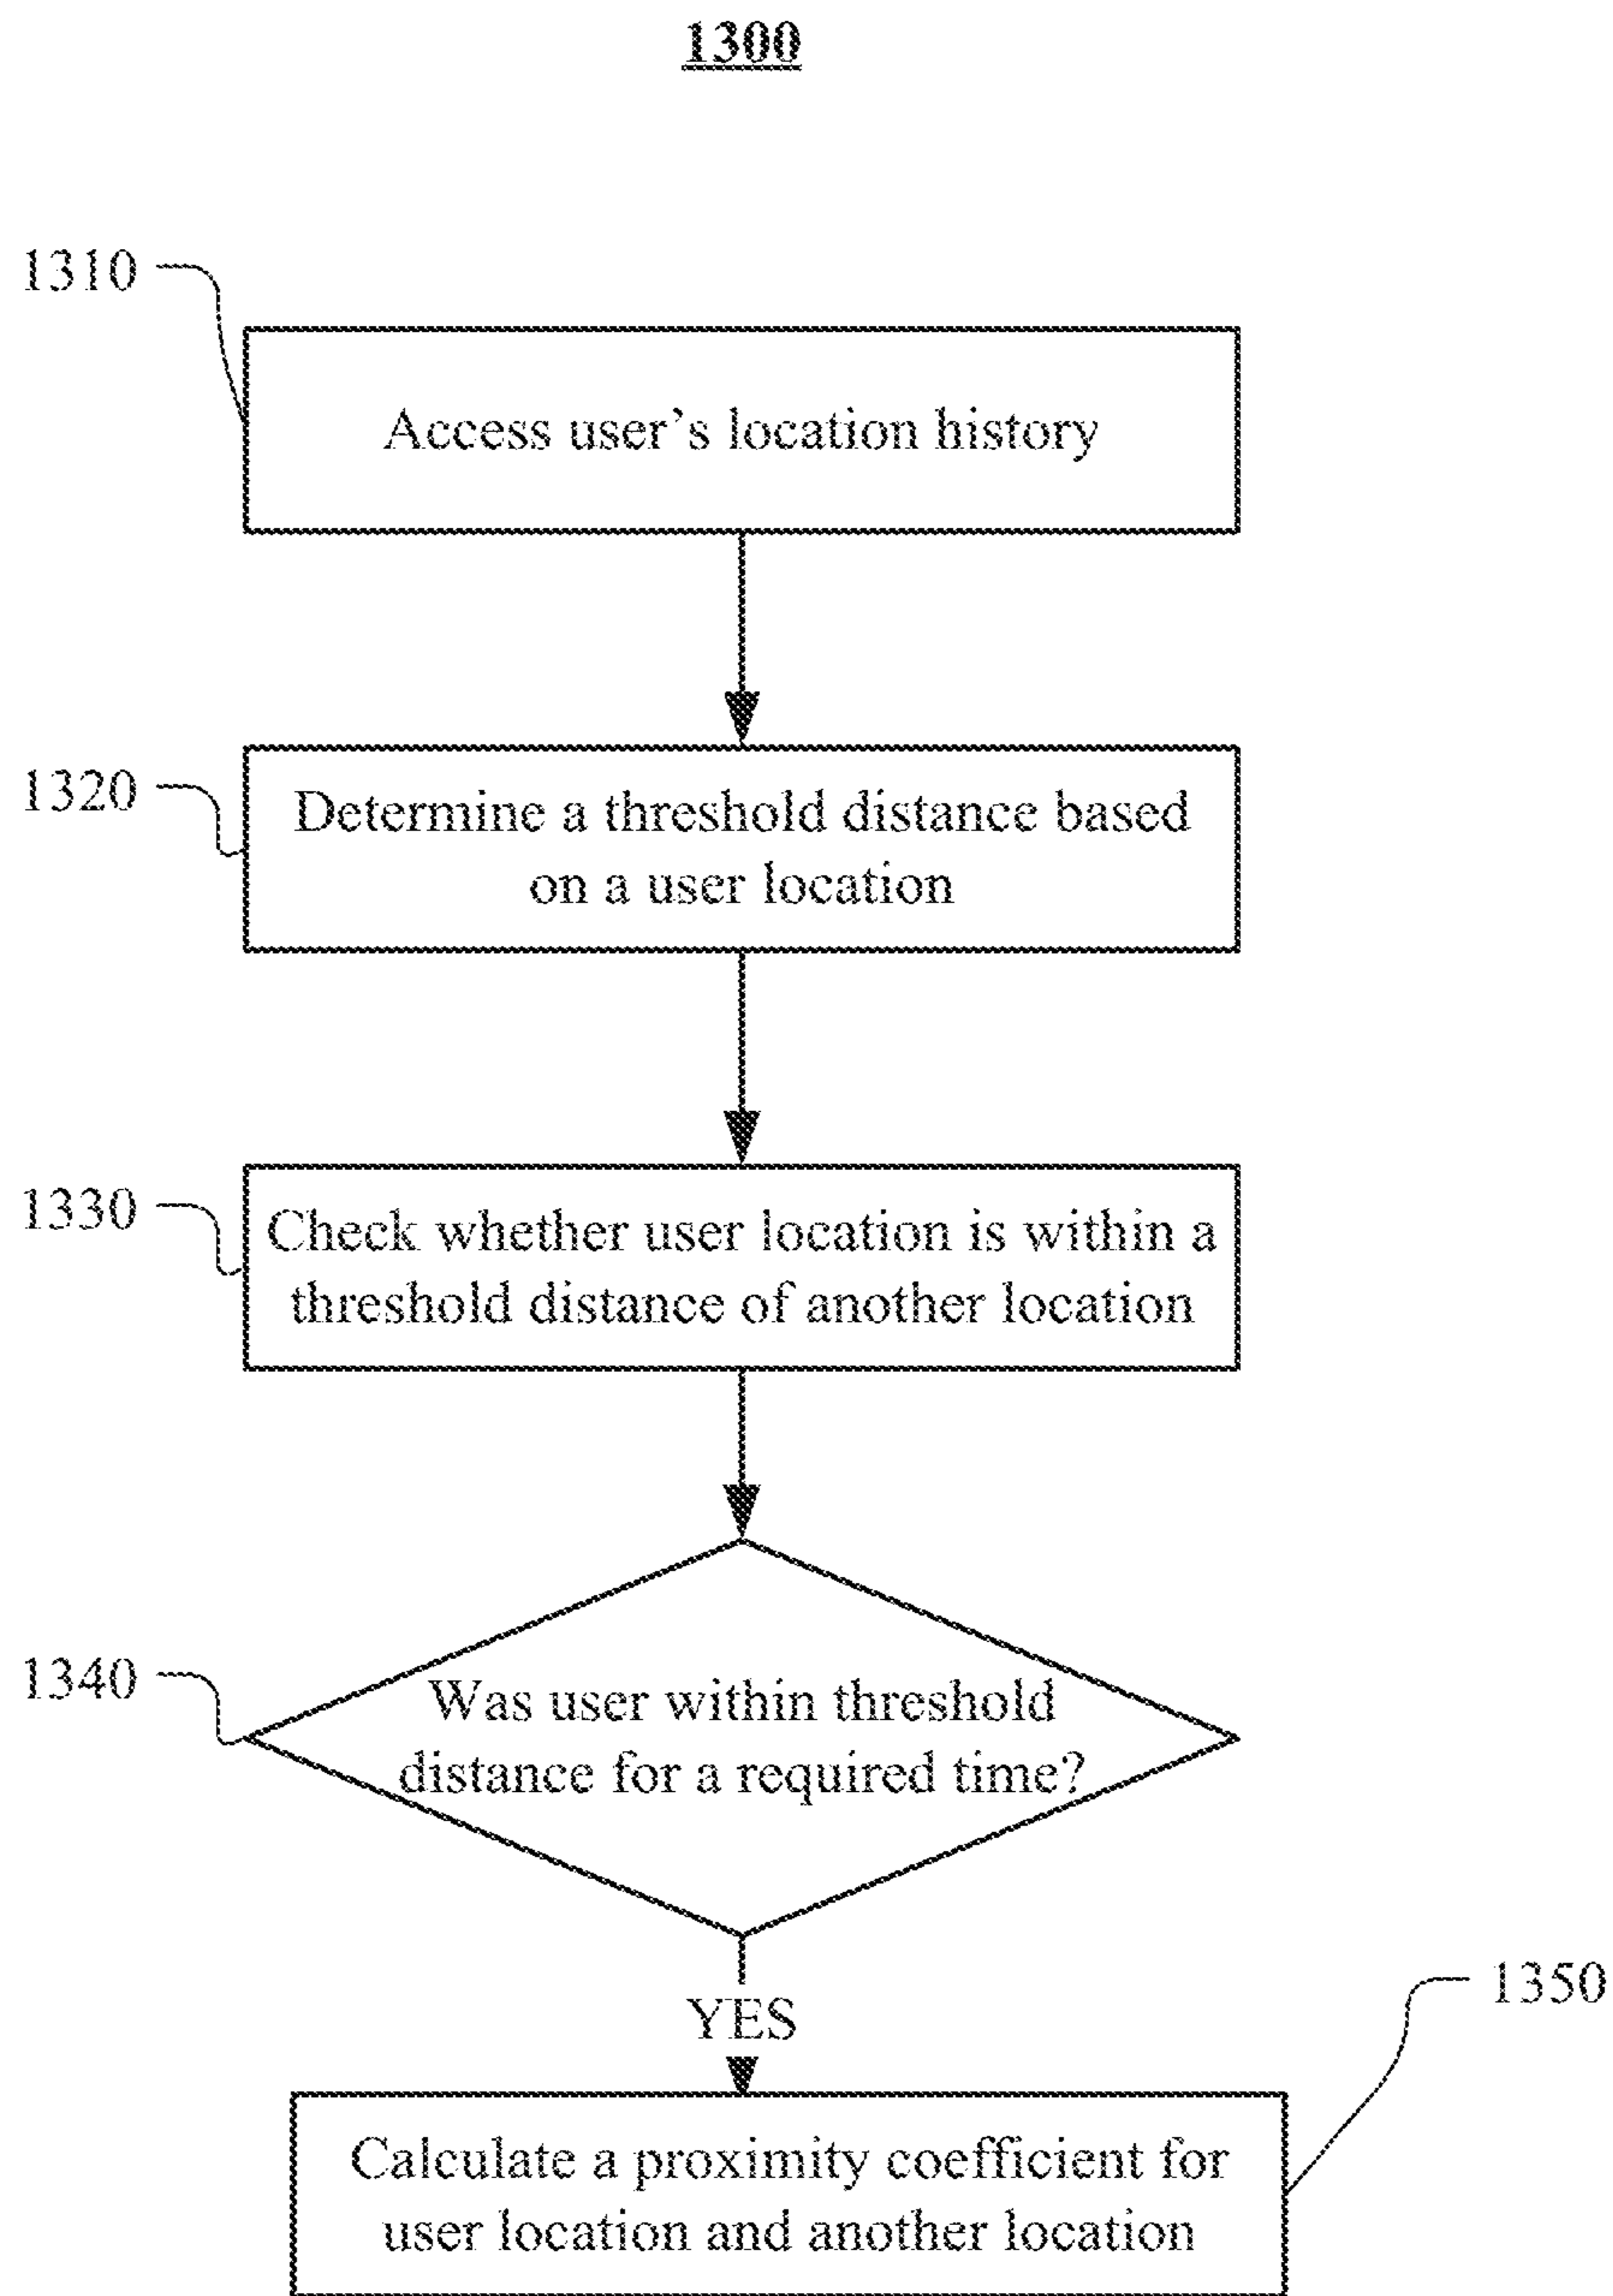 1300
1310
Access user's location history
1320
Determine a threshold distance based
on a user location
1330
Check whether user location is within a
threshold distance of another location
1340
Was user within threshold
distance for a required time?
YES
1350
Calculate a proximity coefficient for
user location and another location